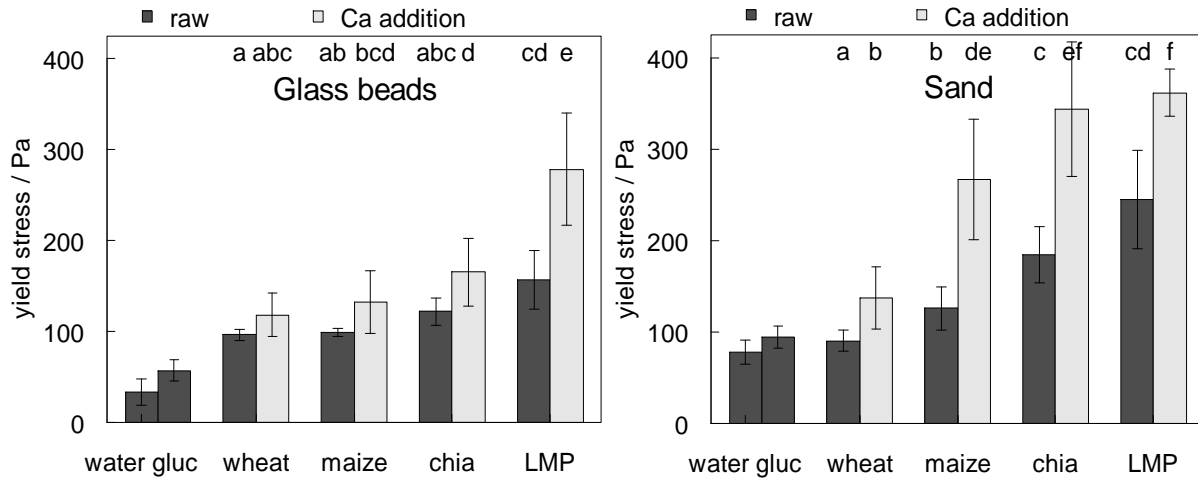 raw Ca addition
a abc ab bcd abc d cd e
Glass beads
400
300
200
100
0
yield stress / Pa
water gluc wheat maize chia LMP
raw Ca addition
a b b de c ef cd f
Sand
400
300
200
100
0
yield stress / Pa
water gluc wheat maize chia LMP